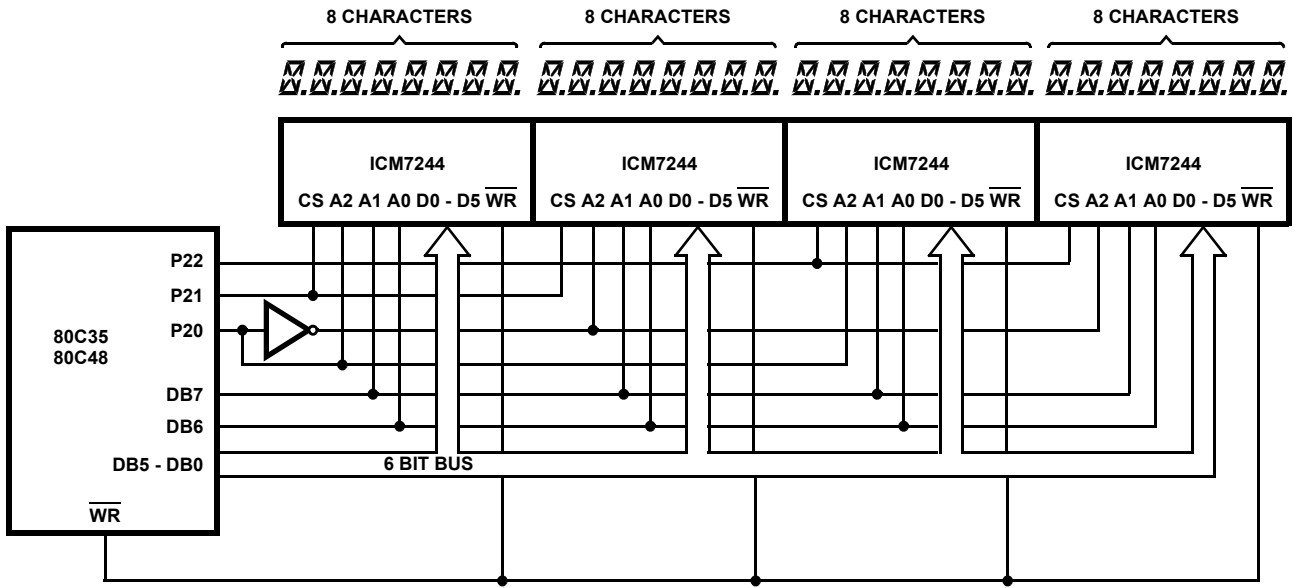 8 CHARACTERS 8 CHARACTERS 8 CHARACTERS 8 CHARACTERS
ICM7244 ICM7244 ICM7244 ICM7244
CS A2 A1 A0 D0 - D5 WR CS A2 A1 A0 D0 - D5 WR CS A2 A1 A0 D0 - D5 WR CS A2 A1 A0 D0 - D5 WR
P22
P21
P20
80C35
80C48
DB7
DB6
DB5 - DB0
6 BIT BUS
WR